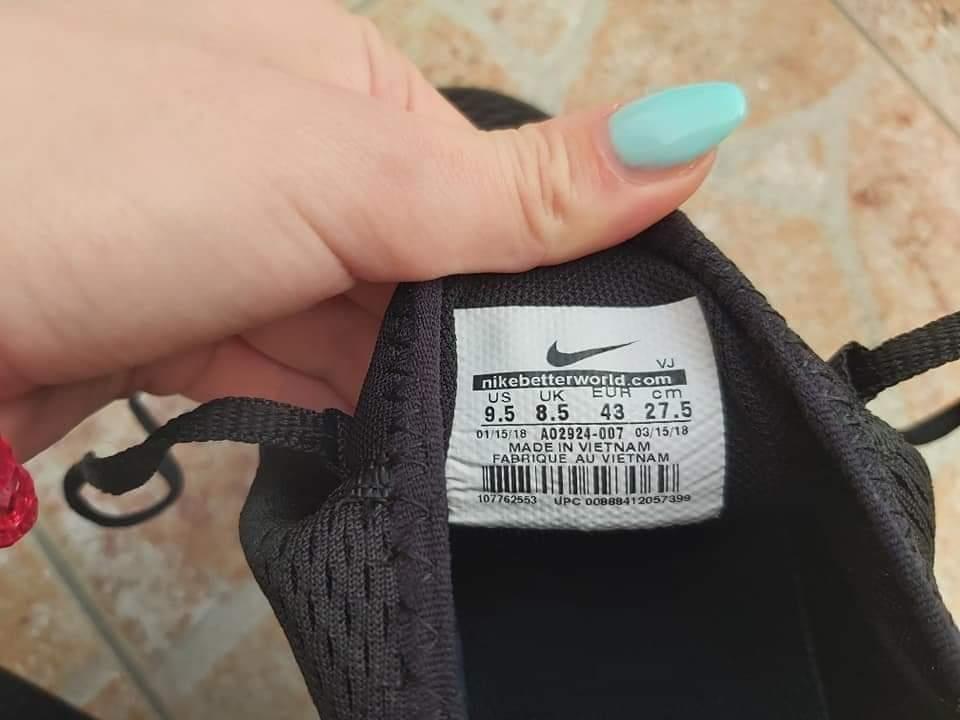 VJ
nikebetterworld.com
US UK EUR cm
9.5 8.5 43 27.5
01/15/18 AO2924-007 03/15/18
MADE IN VIETNAM
FABRIQUE AU VIETNAM
107762553 UPC 00888412057399